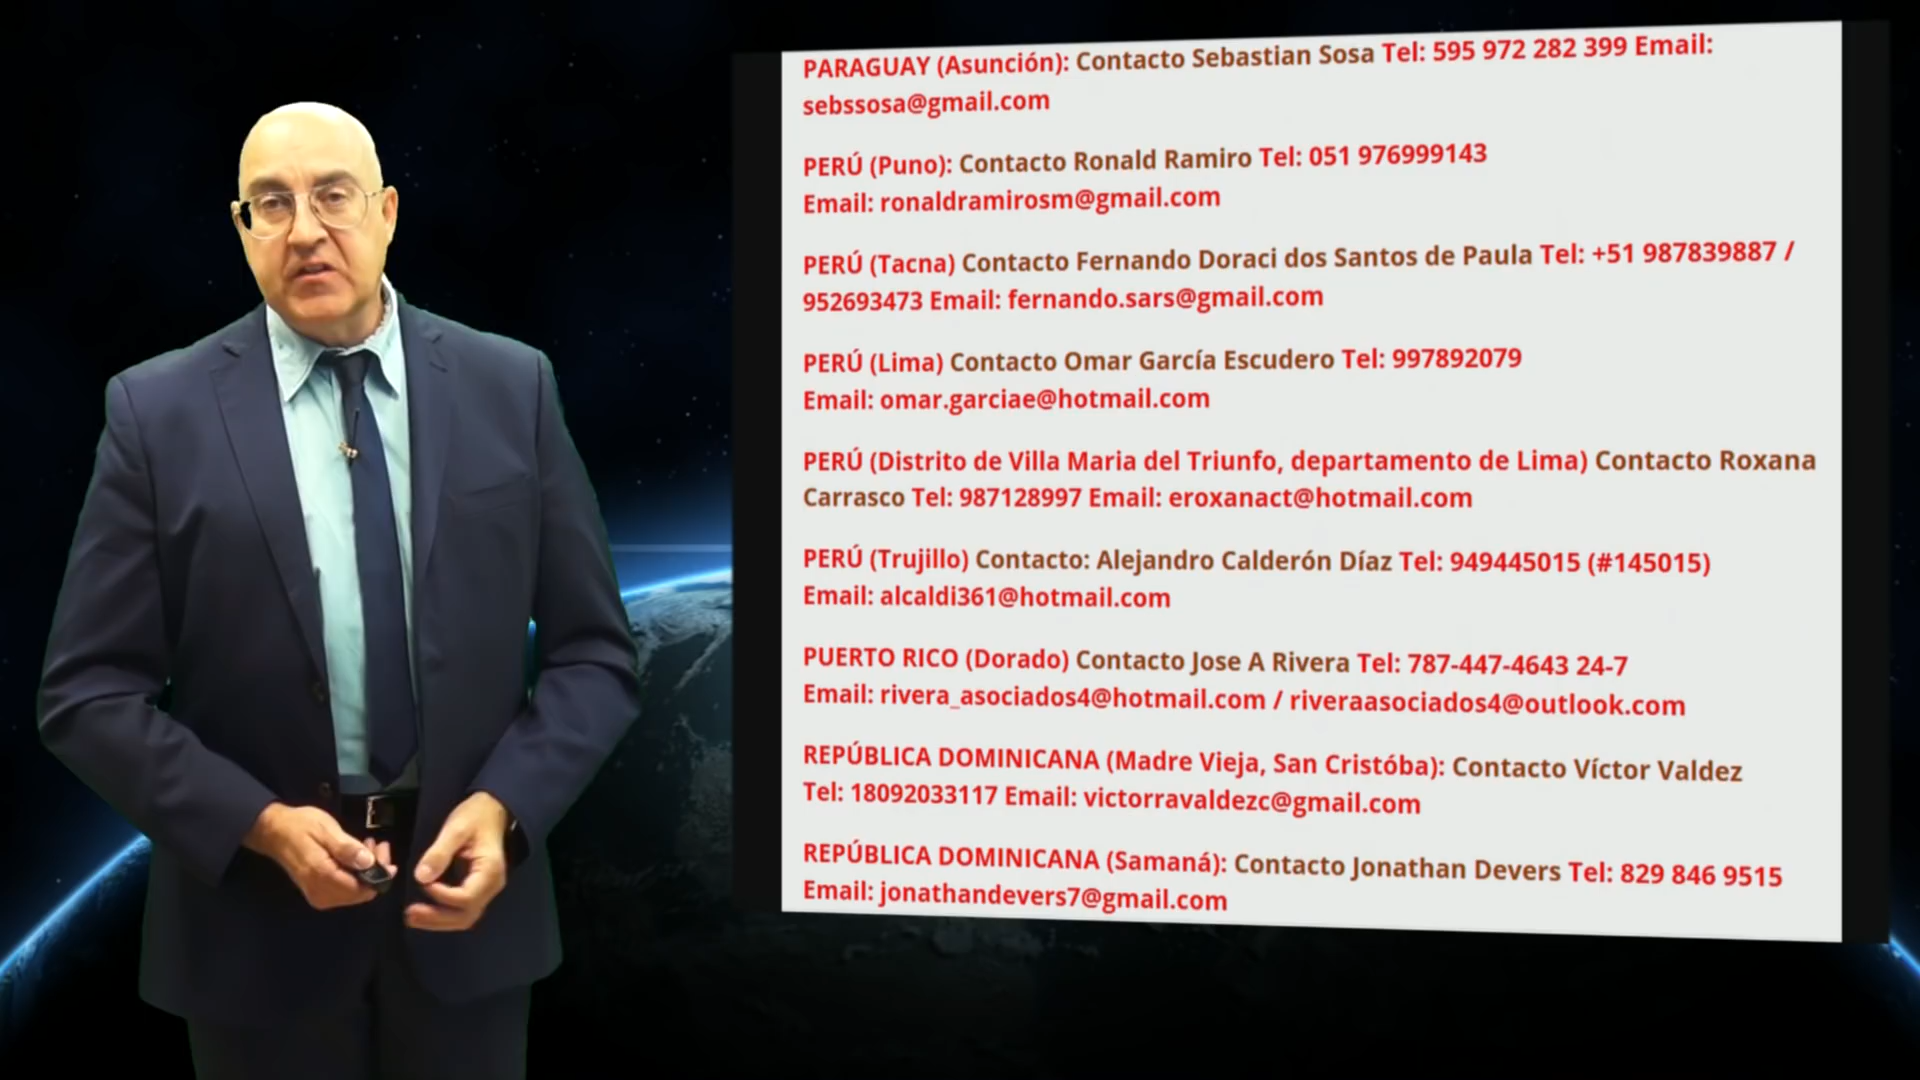 PARAGUAY (Asunción): Contacto Sebastian Sosa Tel: 595 972 282 399 Email:
sebssosa@gmail.com
PERÚ (Puno): Contacto Ronald Ramiro Tel: 051 976999143
Email: ronaldramirosm@gmail.com
PERÚ (Tacna) Contacto Fernando Doraci dos Santos de Paula Tel: +51 987839887 /
952693473 Email: fernando.sars@gmail.com
PERÚ (Lima) Contacto Omar García Escudero Tel: 997892079
Email: omar.garciae@hotmail.com
PERÚ (Distrito de Villa Maria del Triunfo, departamento de Lima) Contacto Roxana
Carrasco Tel: 987128997 Email: eroxanact@hotmail.com
PERÚ (Trujillo) Contacto: Alejandro Calderón Díaz Tel: 949445015 (#145015)
Email: alcaldi361@hotmail.com
PUERTO RICO (Dorado) Contacto Jose A Rivera Tel: 787-447-4643 24-7
Email: rivera_asociados4@hotmail.com / riveraasociados4@outlook.com
REPÚBLICA DOMINICANA (Madre Vieja, San Cristóba): Contacto Víctor Valdez
Tel: 18092033117 Email: victorravaldezc@gmail.com
REPÚBLICA DOMINICANA (Samaná): Contacto Jonathan Devers Tel: 829 846 9515
Email: jonathandevers7@gmail.com